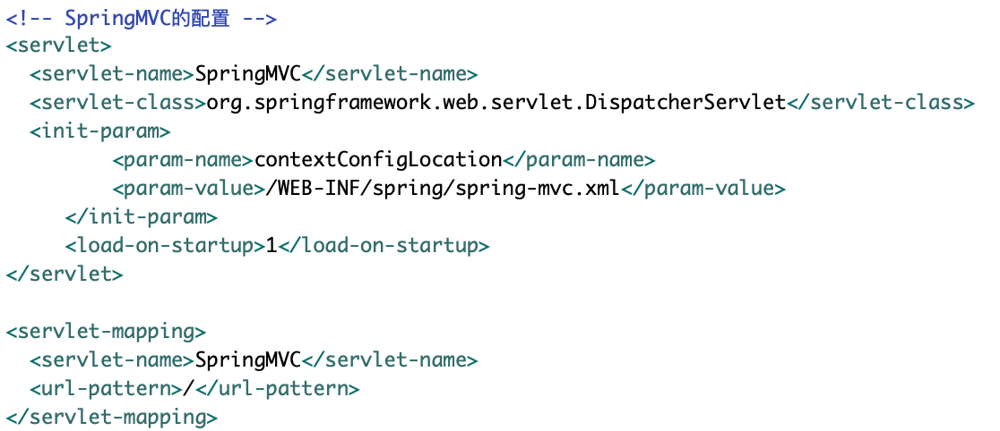 <!-- SpringMVC的配置 -->
<servlet>
  <servlet-name>SpringMVC</servlet-name>
  <servlet-class>org.springframework.web.servlet.DispatcherServlet</servlet-class>
  <init-param>
         <param-name>contextConfigLocation</param-name>
         <param-value>/WEB-INF/spring/spring-mvc.xml</param-value>
     </init-param>
     <load-on-startup>1</load-on-startup>
</servlet>

<servlet-mapping>
  <servlet-name>SpringMVC</servlet-name>
  <url-pattern>/</url-pattern>
</servlet-mapping>